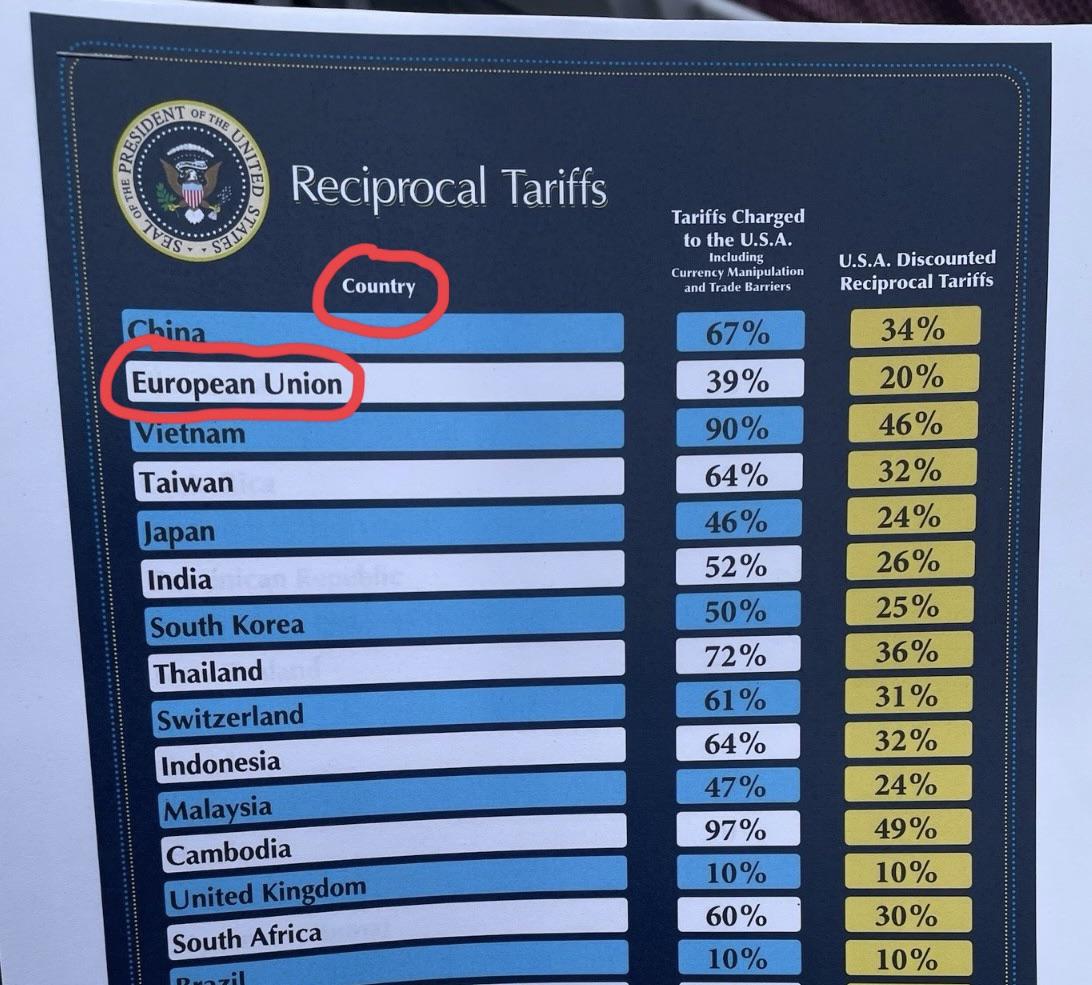 SEAL OF THE PRESIDENT OF THE UNITED STATES
Reciprocal Tariffs
Country
Tariffs Charged
to the U.S.A.
Including
Currency Manipulation
and Trade Barriers
U.S.A. Discounted
Reciprocal Tariffs
China 67% 34%
European Union 39% 20%
Vietnam 90% 46%
Taiwan 64% 32%
Japan 46% 24%
India 52% 26%
South Korea 50% 25%
Thailand 72% 36%
Switzerland 61% 31%
Indonesia 64% 32%
Malaysia 47% 24%
Cambodia 97% 49%
United Kingdom 10% 10%
South Africa 60% 30%
Brazil 10% 10%